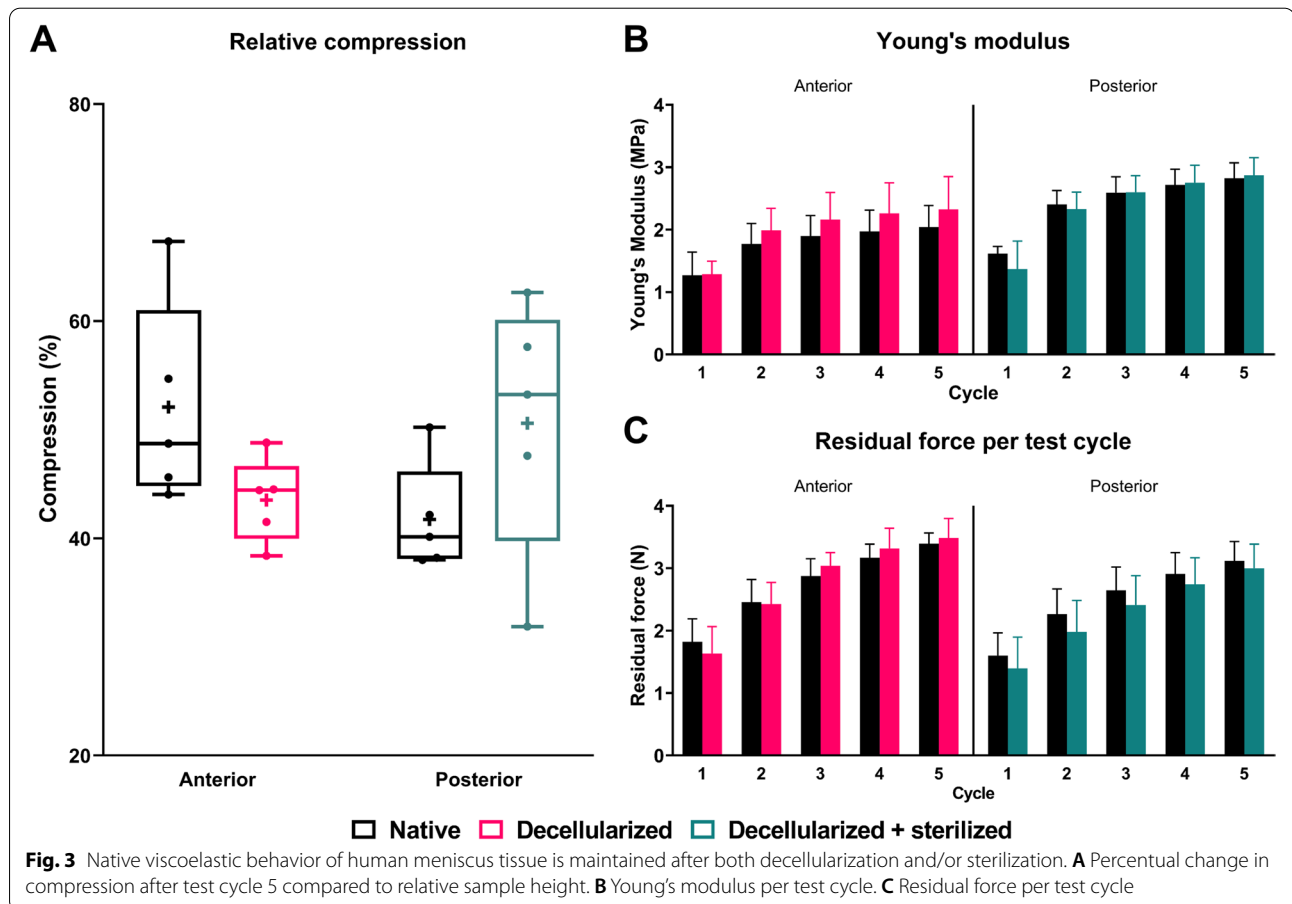 A
Relative compression
80
60
40
20
Compression (%)
Anterior Posterior
B
Young's modulus
Anterior Posterior
4
3
2
1
0
Young's Modulus (MPa)
1 2 3 4 5 1 2 3 4 5
Cycle
C
Residual force per test cycle
Anterior Posterior
4
3
2
1
0
Residual force (N)
1 2 3 4 5 1 2 3 4 5
Cycle
Native Decellularized Decellularized + sterilized
Fig. 3 Native viscoelastic behavior of human meniscus tissue is maintained after both decellularization and/or sterilization. A Percentual change in
compression after test cycle 5 compared to relative sample height. B Young's modulus per test cycle. C Residual force per test cycle